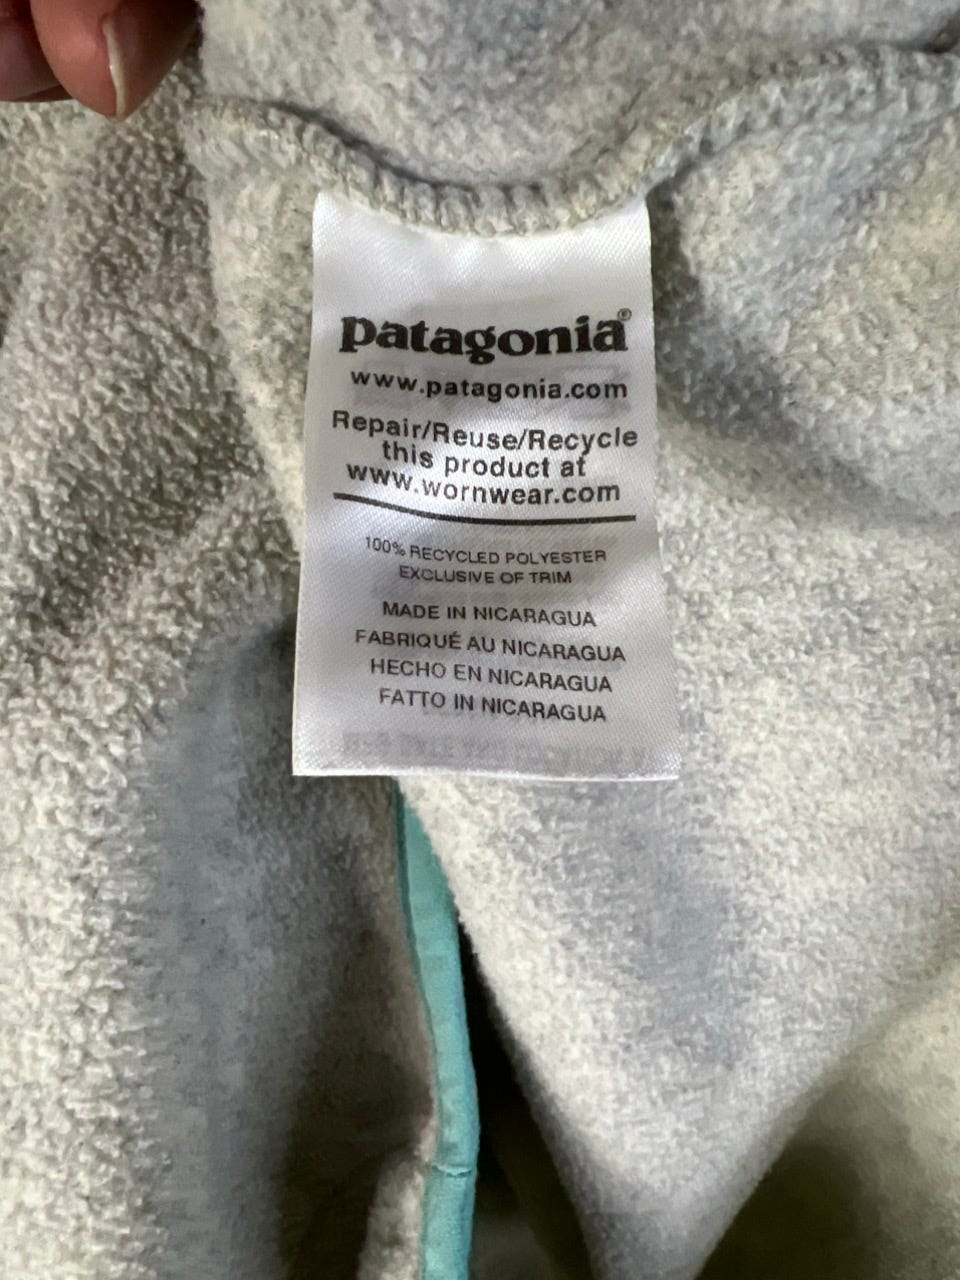 patagonia®
www.patagonia.com
Repair/Reuse/Recycle
this product at
www.wornwear.com
100% RECYCLED POLYESTER
EXCLUSIVE OF TRIM
MADE IN NICARAGUA
FABRIQUÉ AU NICARAGUA
HECHO EN NICARAGUA
FATTO IN NICARAGUA